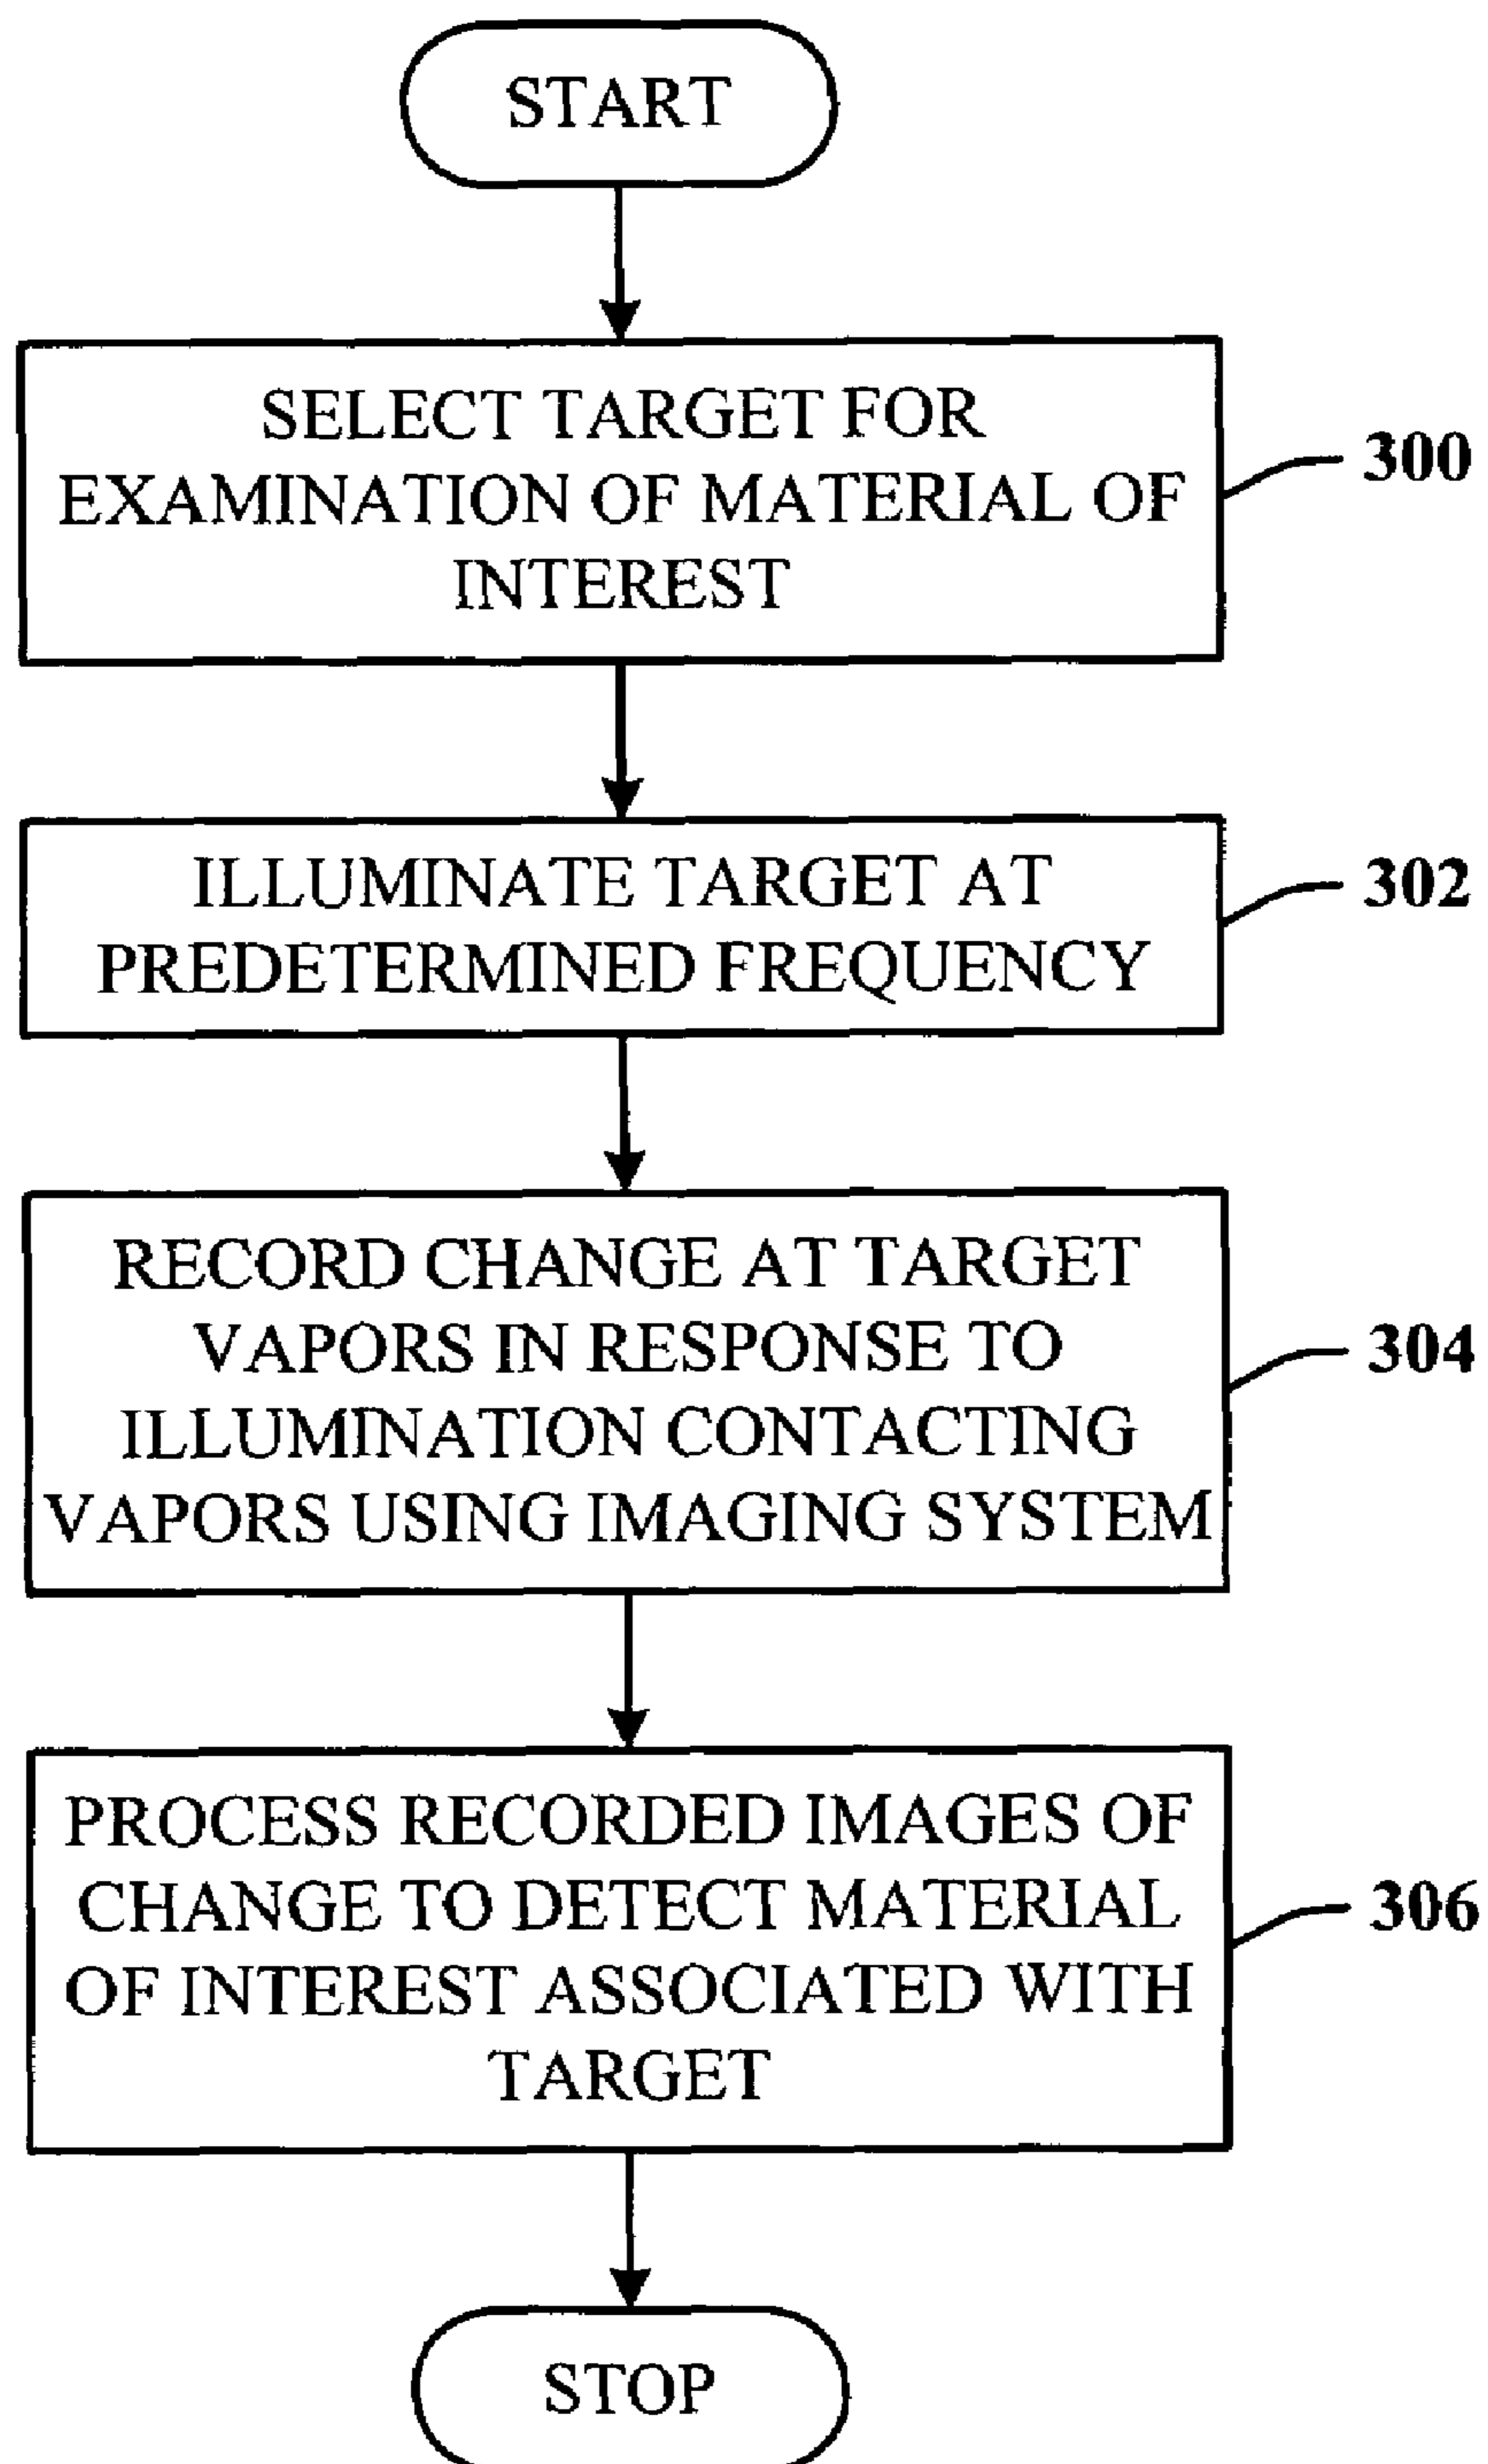 START
SELECT TARGET FOR
EXAMINATION OF MATERIAL OF
INTEREST
300
ILLUMINATE TARGET AT
PREDETERMINED FREQUENCY
302
RECORD CHANGE AT TARGET
VAPORS IN RESPONSE TO
ILLUMINATION CONTACTING
VAPORS USING IMAGING SYSTEM
304
PROCESS RECORDED IMAGES OF
CHANGE TO DETECT MATERIAL
OF INTEREST ASSOCIATED WITH
TARGET
306
STOP